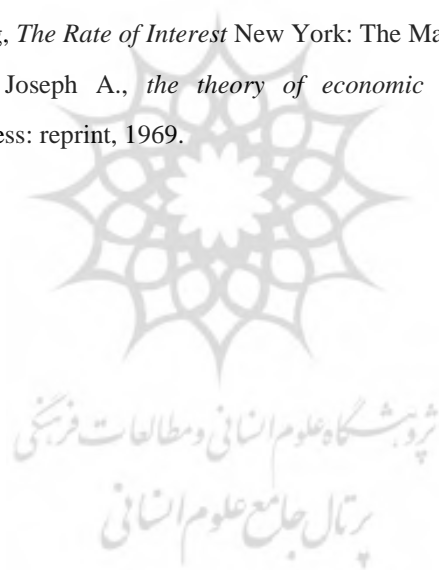 g, The Rate of Interest New York: The Ma
Joseph A., the theory of economic
ess: reprint, 1969.
پژوهشگاه علوم انسانی و مطالعات فرهنگی
پرتال جامع علوم انسانی